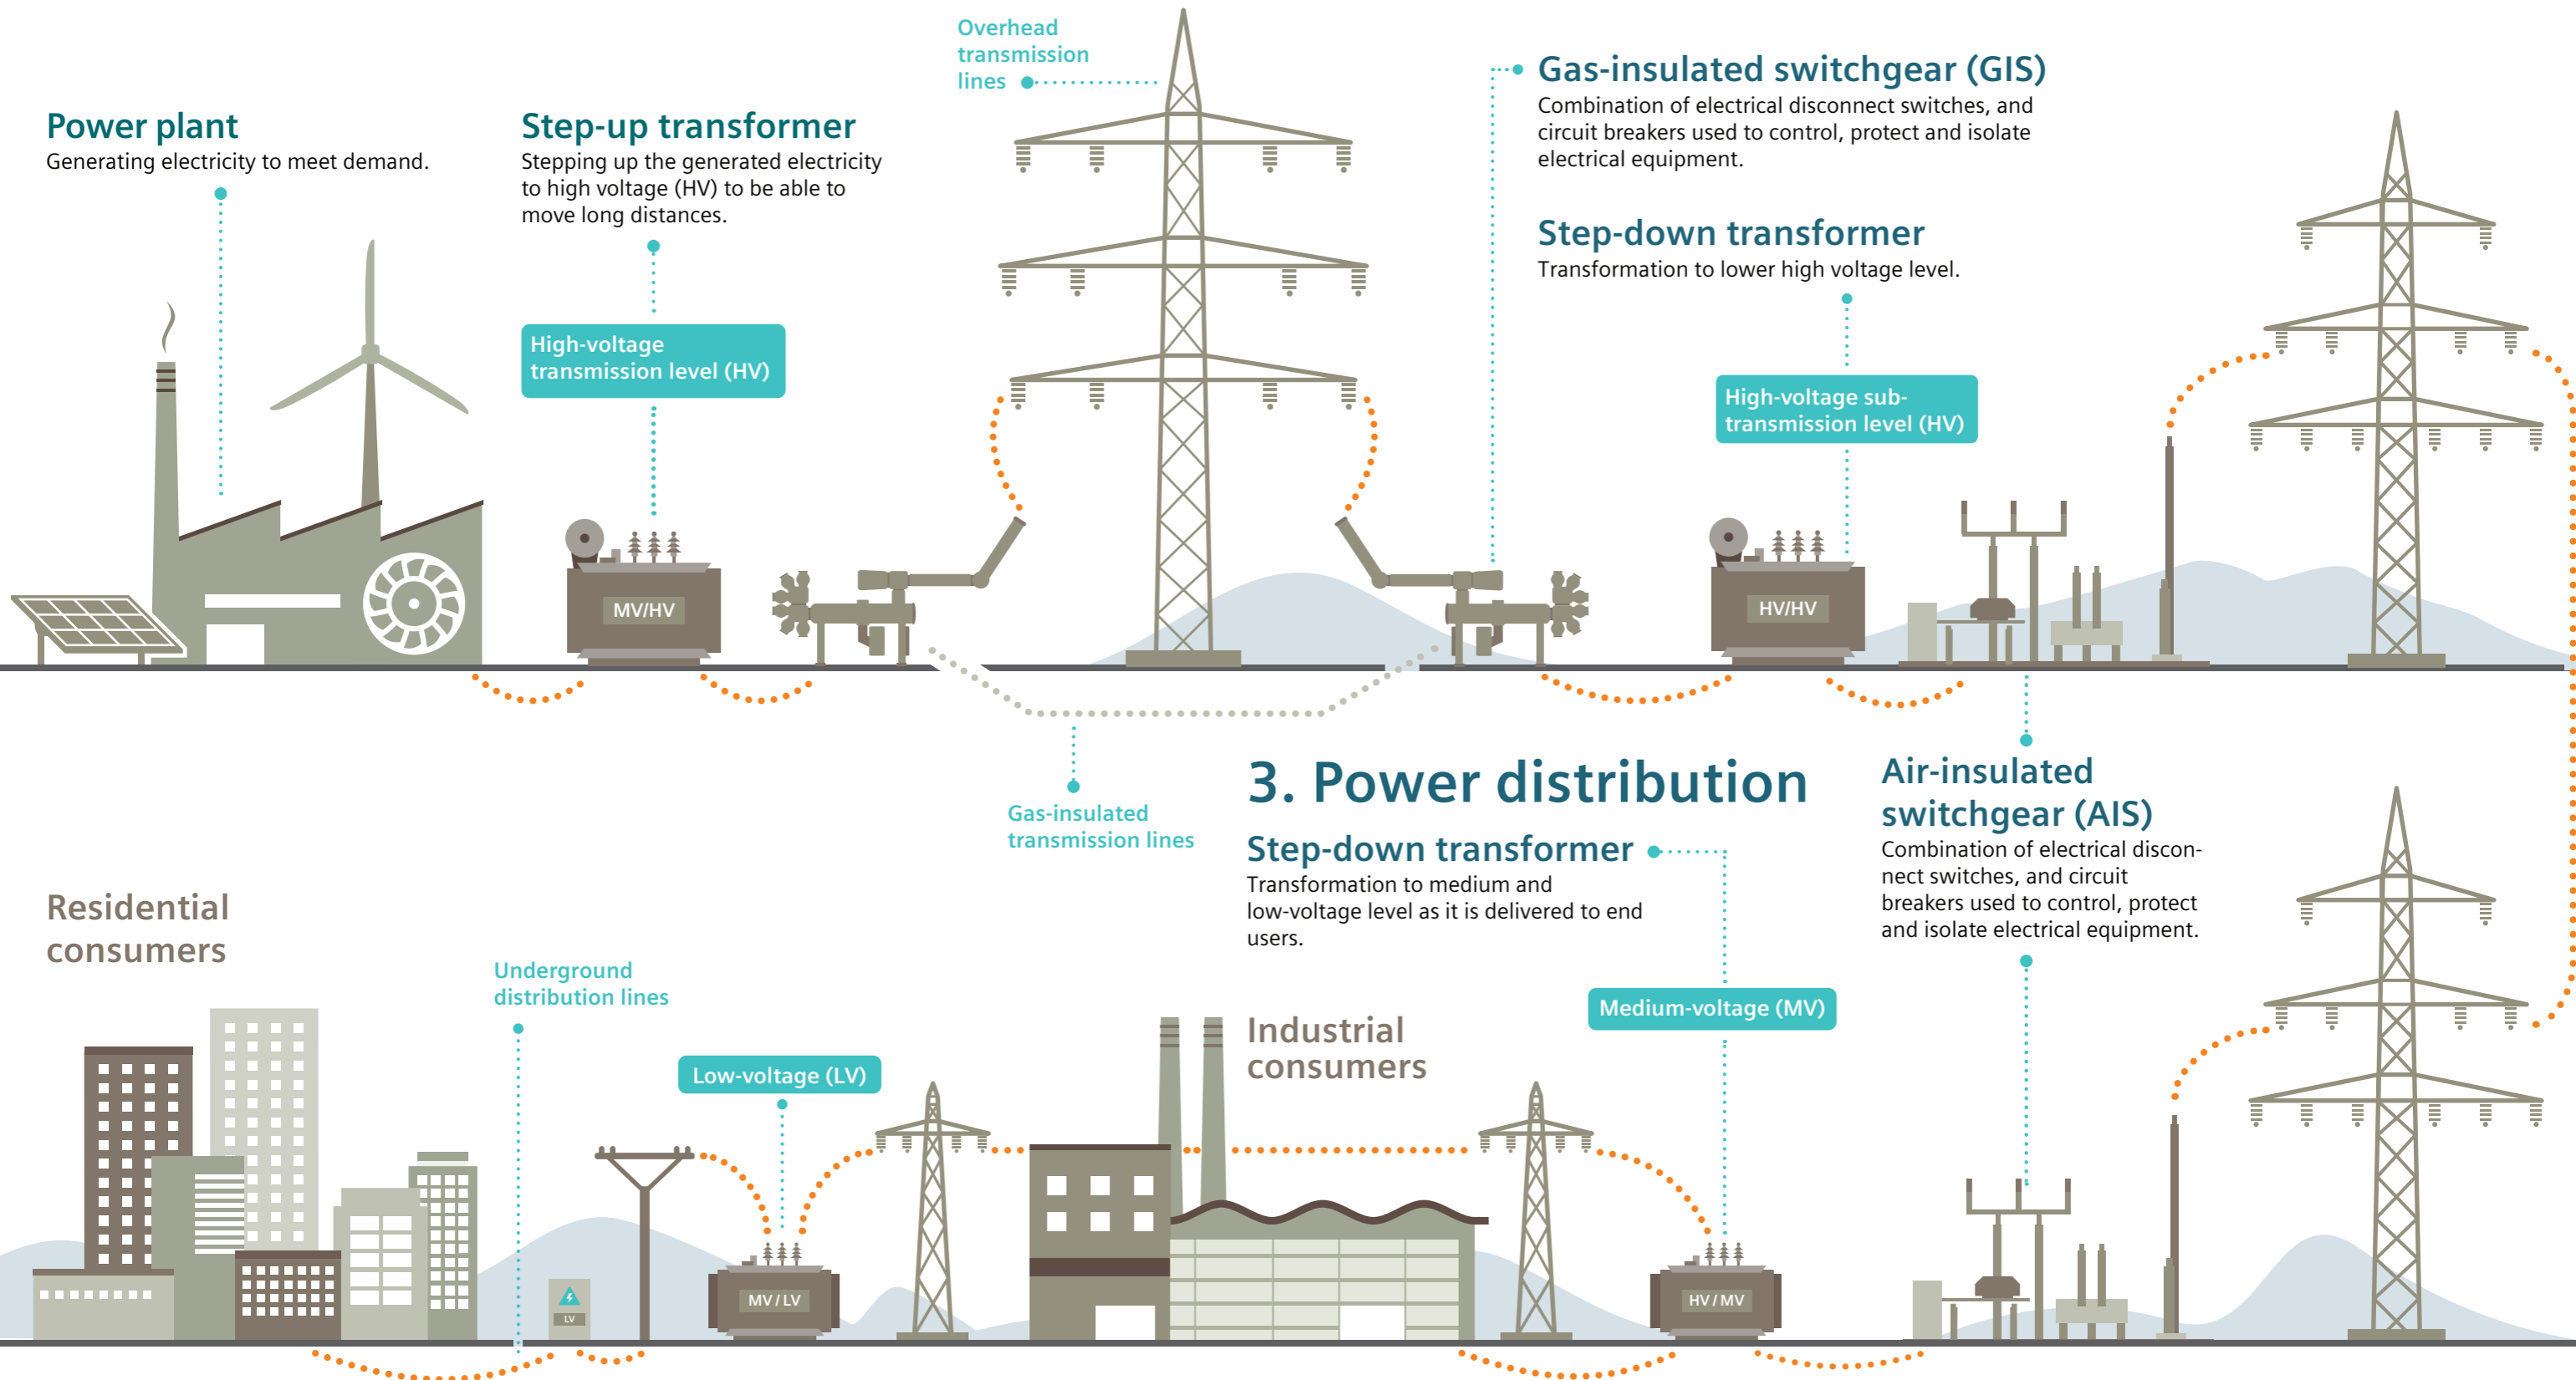 Overhead
transmission
lines
Power plant
Generating electricity to meet demand.
Step-up transformer
Stepping up the generated electricity
to high voltage (HV) to be able to
move long distances.
High-voltage
transmission level (HV)
Gas-insulated switchgear (GIS)
Combination of electrical disconnect switches, and
circuit breakers used to control, protect and isolate
electrical equipment.
Step-down transformer
Transformation to lower high voltage level.
High-voltage sub-
transmission level (HV)
MV/HV
HV/HV
Gas-insulated
transmission lines
3. Power distribution
Step-down transformer
Transformation to medium and
low-voltage level as it is delivered to end
users.
Medium-voltage (MV)
Air-insulated
switchgear (AIS)
Combination of electrical discon-
nect switches, and circuit
breakers used to control, protect
and isolate electrical equipment.
Residential
consumers
Underground
distribution lines
Low-voltage (LV)
Industrial
consumers
LV
MV / LV
HV / MV